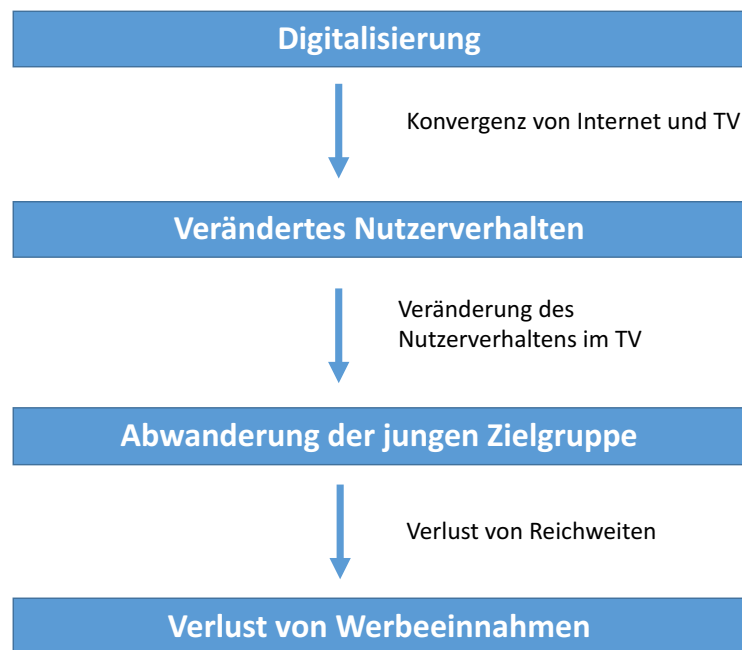 Digitalisierung
Konvergenz von Internet und TV
Verändertes Nutzerverhalten
Veränderung des
Nutzerverhaltens im TV
Abwanderung der jungen Zielgruppe
Verlust von Reichweiten
Verlust von Werbeeinnahmen